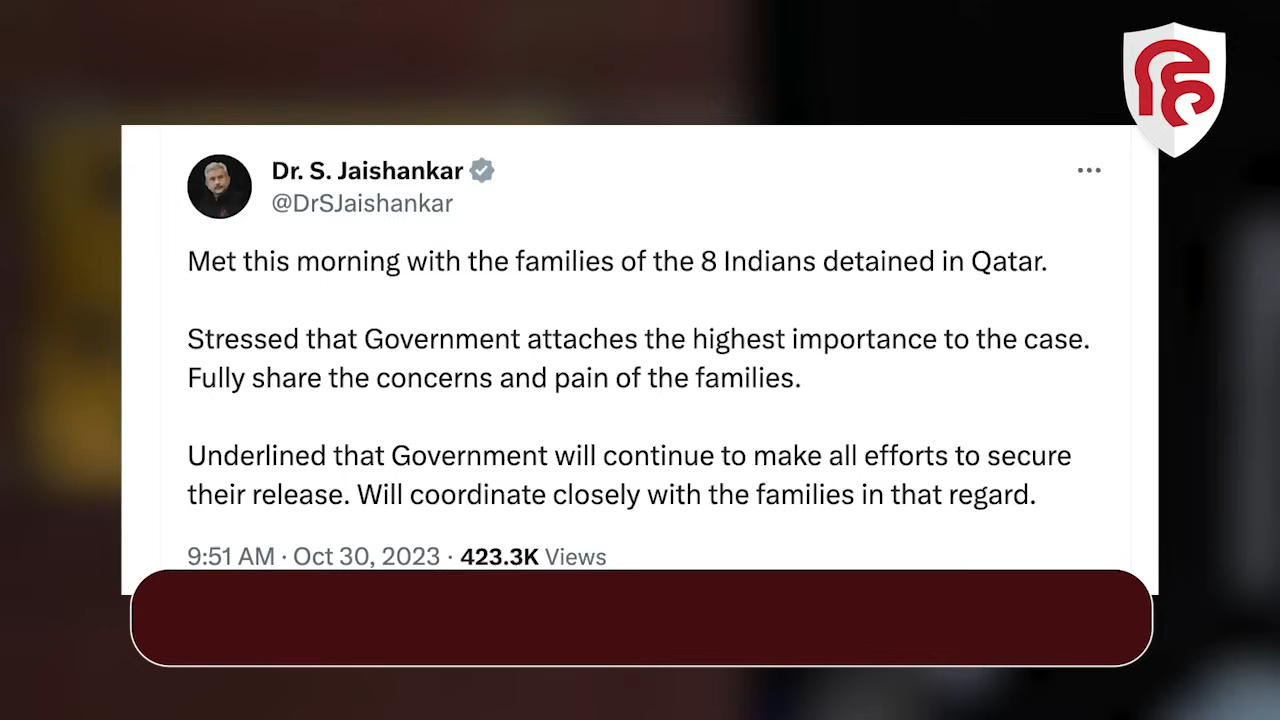 Dr. S. Jaishankar
@DrSJaishankar
Met this morning with the families of the 8 Indians detained in Qatar.
Stressed that Government attaches the highest importance to the case.
Fully share the concerns and pain of the families.
Underlined that Government will continue to make all efforts to secure
their release. Will coordinate closely with the families in that regard.
9:51 AM · Oct 30, 2023 · 423.3K Views